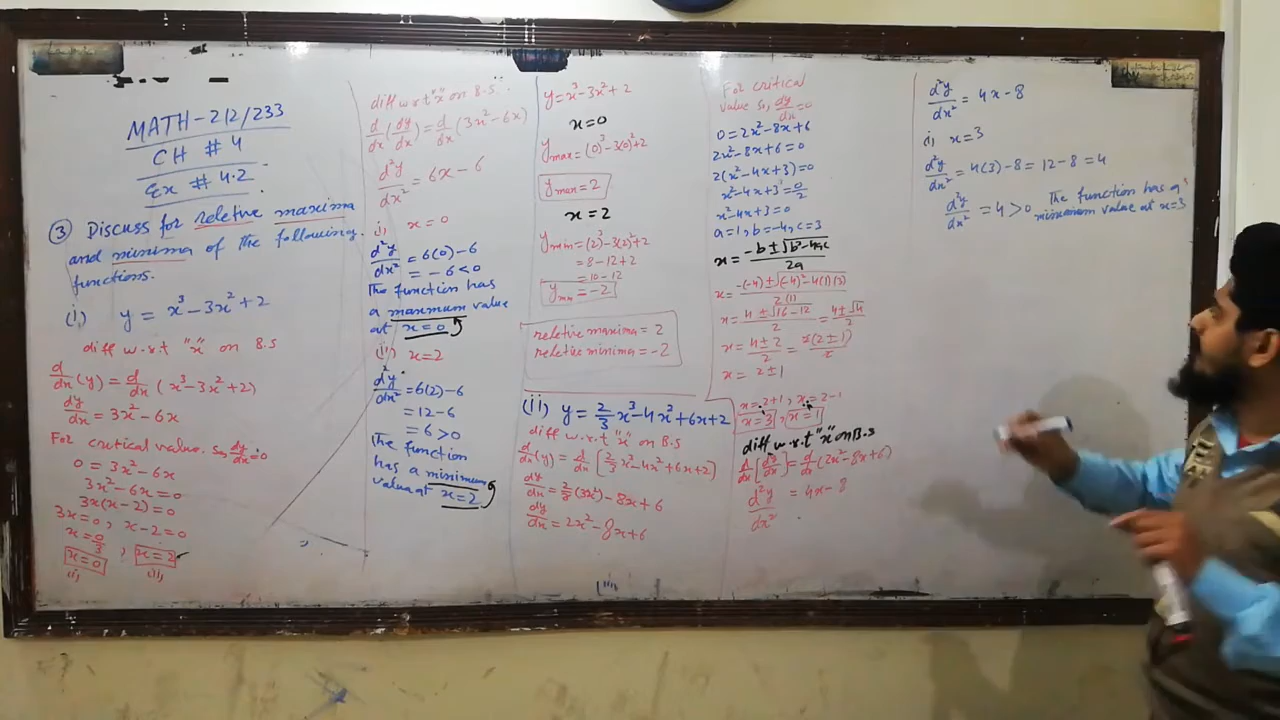 MATH-212/233
CH # 4
Ex # 4.2
③ Discuss for reletive maxima
and minima of the following
functions.
(i) y = x³ - 3x² + 2
diff w.r.t "x" on B.S
d/dx (y) = d/dx (x³ - 3x² + 2)
dy/dx = 3x² - 6x
For critical value. So, dy/dx = 0
0 = 3x² - 6x
3x² - 6x = 0
3x(x - 2) = 0
3x = 0, x - 2 = 0
x = 0/3
x = 0 , x = 2
(i) (ii)
diff w.r.t "x" on B.S.
d/dx (dy/dx) = d/dx (3x² - 6x)
d²y/dx² = 6x - 6
i, x = 0
d²y/dx² = 6(0) - 6
= -6 < 0
The function has
a maximum value
at x = 0
(ii) x = 2
d²y/dx² = 6(2) - 6
= 12 - 6
= 6 > 0
The function
has a minimum
value at x = 2
y = x³ - 3x² + 2
x = 0
y max = (0)³ - 3(0)² + 2
y max = 2
x = 2
y min = (2)³ - 3(2)² + 2
= 8 - 12 + 2
= 10 - 12
y min = -2
reletive maxima = 2
reletive minima = -2
(ii) y = 2/3 x³ - 4x² + 6x + 2
diff w.r.t "x" on B.S
d/dx (y) = d/dx [2/3 x³ - 4x² + 6x + 2]
dy/dx = 2/3 (3x²) - 8x + 6
dy/dx = 2x² - 8x + 6
For critical
value so, dy/dx = 0
0 = 2x² - 8x + 6
2x² - 8x + 6 = 0
2(x² - 4x + 3) = 0
x² - 4x + 3 = 0/2
x² - 4x + 3 = 0
a = 1, b = -4, c = 3
x = -b ± √b² - 4ac / 2a
x = -(-4) ± √(-4)² - 4(1)(3) / 2(1)
x = 4 ± √16 - 12 / 2 = 4 ± √4 / 2
x = 4 ± 2 / 2 = 2(2 ± 1) / 2
x = 2 ± 1
x = 2 + 1, x = 2 - 1
x = 3, x = 1
diff w.r.t "x" on B.S
d/dx [dy/dx] = d/dx (2x² - 8x + 6)
d²y/dx² = 4x - 8
d²y/dx² = 4x - 8
i, x = 3
d²y/dx² = 4(3) - 8 = 12 - 8 = 4
d²y/dx² = 4 > 0 The function has a
minimum value at x = 3